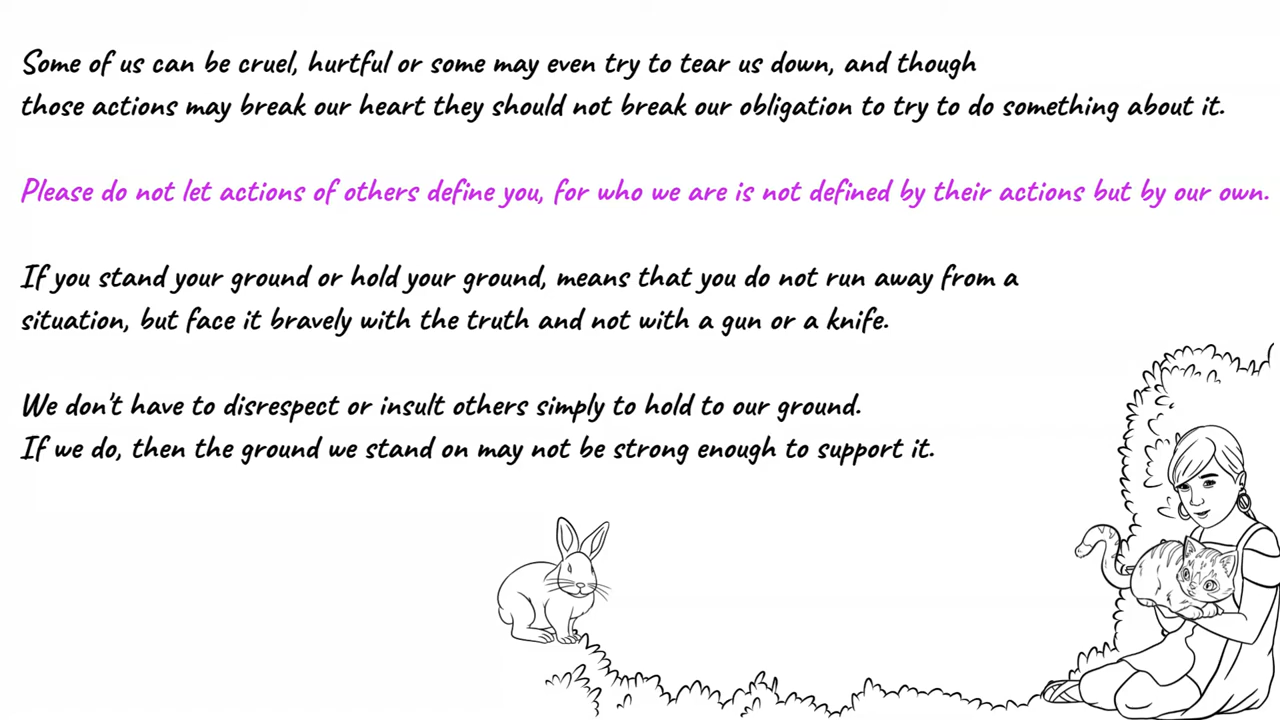 Some of us can be cruel, hurtful or some may even try to tear us down, and though
those actions may break our heart they should not break our obligation to try to do something about it.
Please do not let actions of others define you, for who we are is not defined by their actions but by our own.
If you stand your ground or hold your ground, means that you do not run away from a
situation, but face it bravely with the truth and not with a gun or a knife.
We don't have to disrespect or insult others simply to hold to our ground.
If we do, then the ground we stand on may not be strong enough to support it.